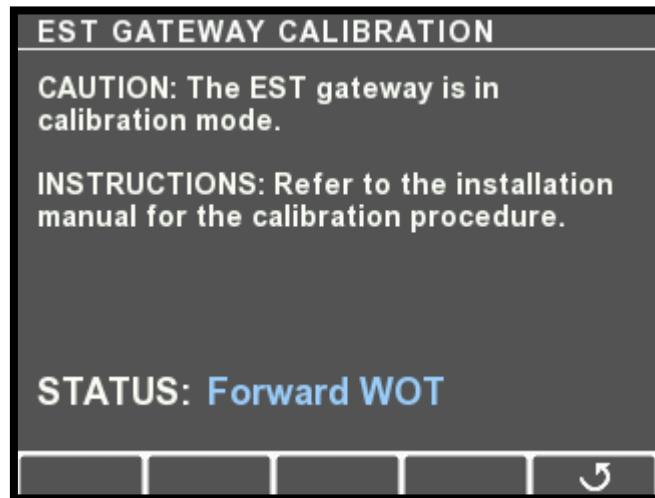 EST GATEWAY CALIBRATION
CAUTION: The EST gateway is in
calibration mode.
INSTRUCTIONS: Refer to the installation
manual for the calibration procedure.
STATUS: Forward WOT